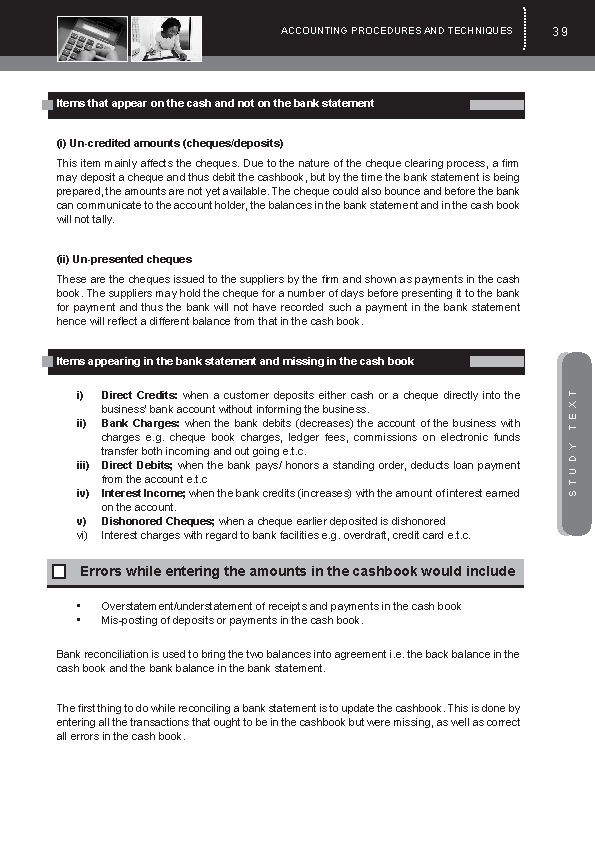 ACCOUNTING PROCEDURES AND TECHNIQUES
39
Items that appear on the cash and not on the bank statement
(i) Un-credited amounts (cheques/deposits)
This item mainly affects the cheques. Due to the nature of the cheque clearing process, a firm
may deposit a cheque and thus debit the cashbook, but by the time the bank statement is being
prepared, the amounts are not yet available. The cheque could also bounce and before the bank
can communicate to the account holder, the balances in the bank statement and in the cash book
will not tally.
(ii) Un-presented cheques
These are the cheques issued to the suppliers by the firm and shown as payments in the cash
book. The suppliers may hold the cheque for a number of days before presenting it to the bank
for payment and thus the bank will not have recorded such a payment in the bank statement
hence will reflect a different balance from that in the cash book.
Items appearing in the bank statement and missing in the cash book
i) Direct Credits: when a customer deposits either cash or a cheque directly into the
business' bank account without informing the business.
ii) Bank Charges: when the bank debits (decreases) the account of the business with
charges e.g. cheque book charges, ledger fees, commissions on electronic funds
transfer both incoming and out going e.t.c.
iii) Direct Debits; when the bank pays/ honors a standing order, deducts loan payment
from the account e.t.c
iv) Interest Income; when the bank credits (increases) with the amount of interest earned
on the account.
v) Dishonored Cheques; when a cheque earlier deposited is dishonored
vi) Interest charges with regard to bank facilities e.g. overdraft, credit card e.t.c.
STUDY TEXT
Errors while entering the amounts in the cashbook would include
• Overstatement/understatement of receipts and payments in the cash book
• Mis-posting of deposits or payments in the cash book.
Bank reconciliation is used to bring the two balances into agreement i.e. the back balance in the
cash book and the bank balance in the bank statement.
The first thing to do while reconciling a bank statement is to update the cashbook. This is done by
entering all the transactions that ought to be in the cashbook but were missing, as well as correct
all errors in the cash book.